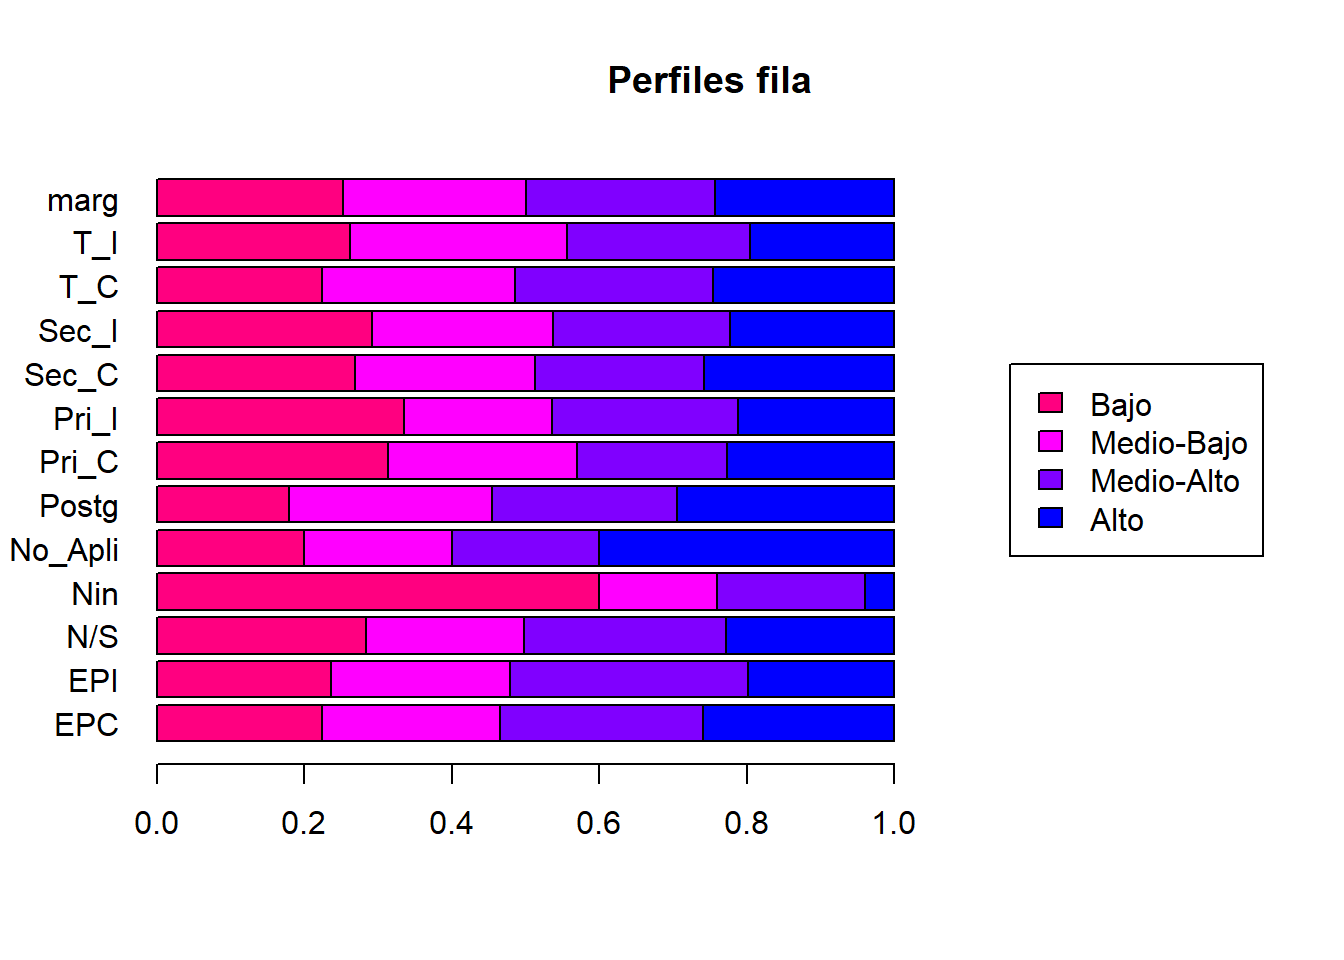 Perfiles fila
marg
T_I
T_C
Sec_I
Sec_C
Pri_I
Pri_C
Postg
No_Apli
Nin
N/S
EPI
EPC
0.0 0.2 0.4 0.6 0.8 1.0
Bajo
Medio-Bajo
Medio-Alto
Alto